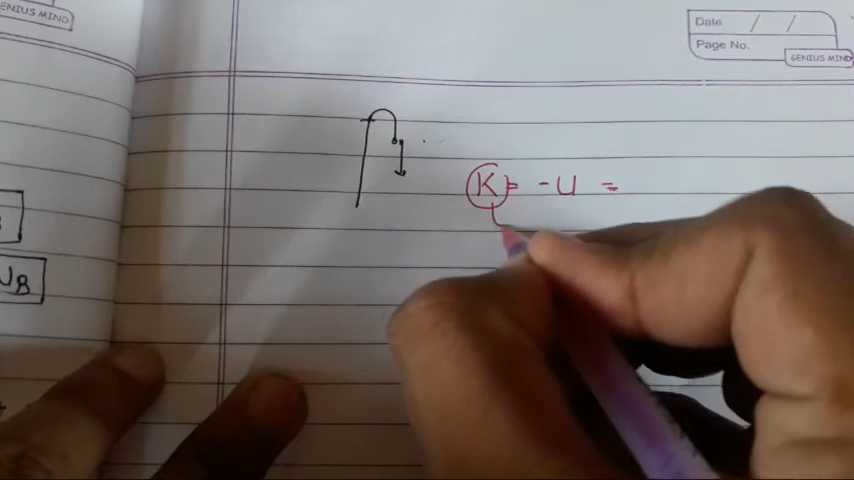 GENIUS MIND
Date / /
Page No.
GENIUS MIND
K = -U =
UB